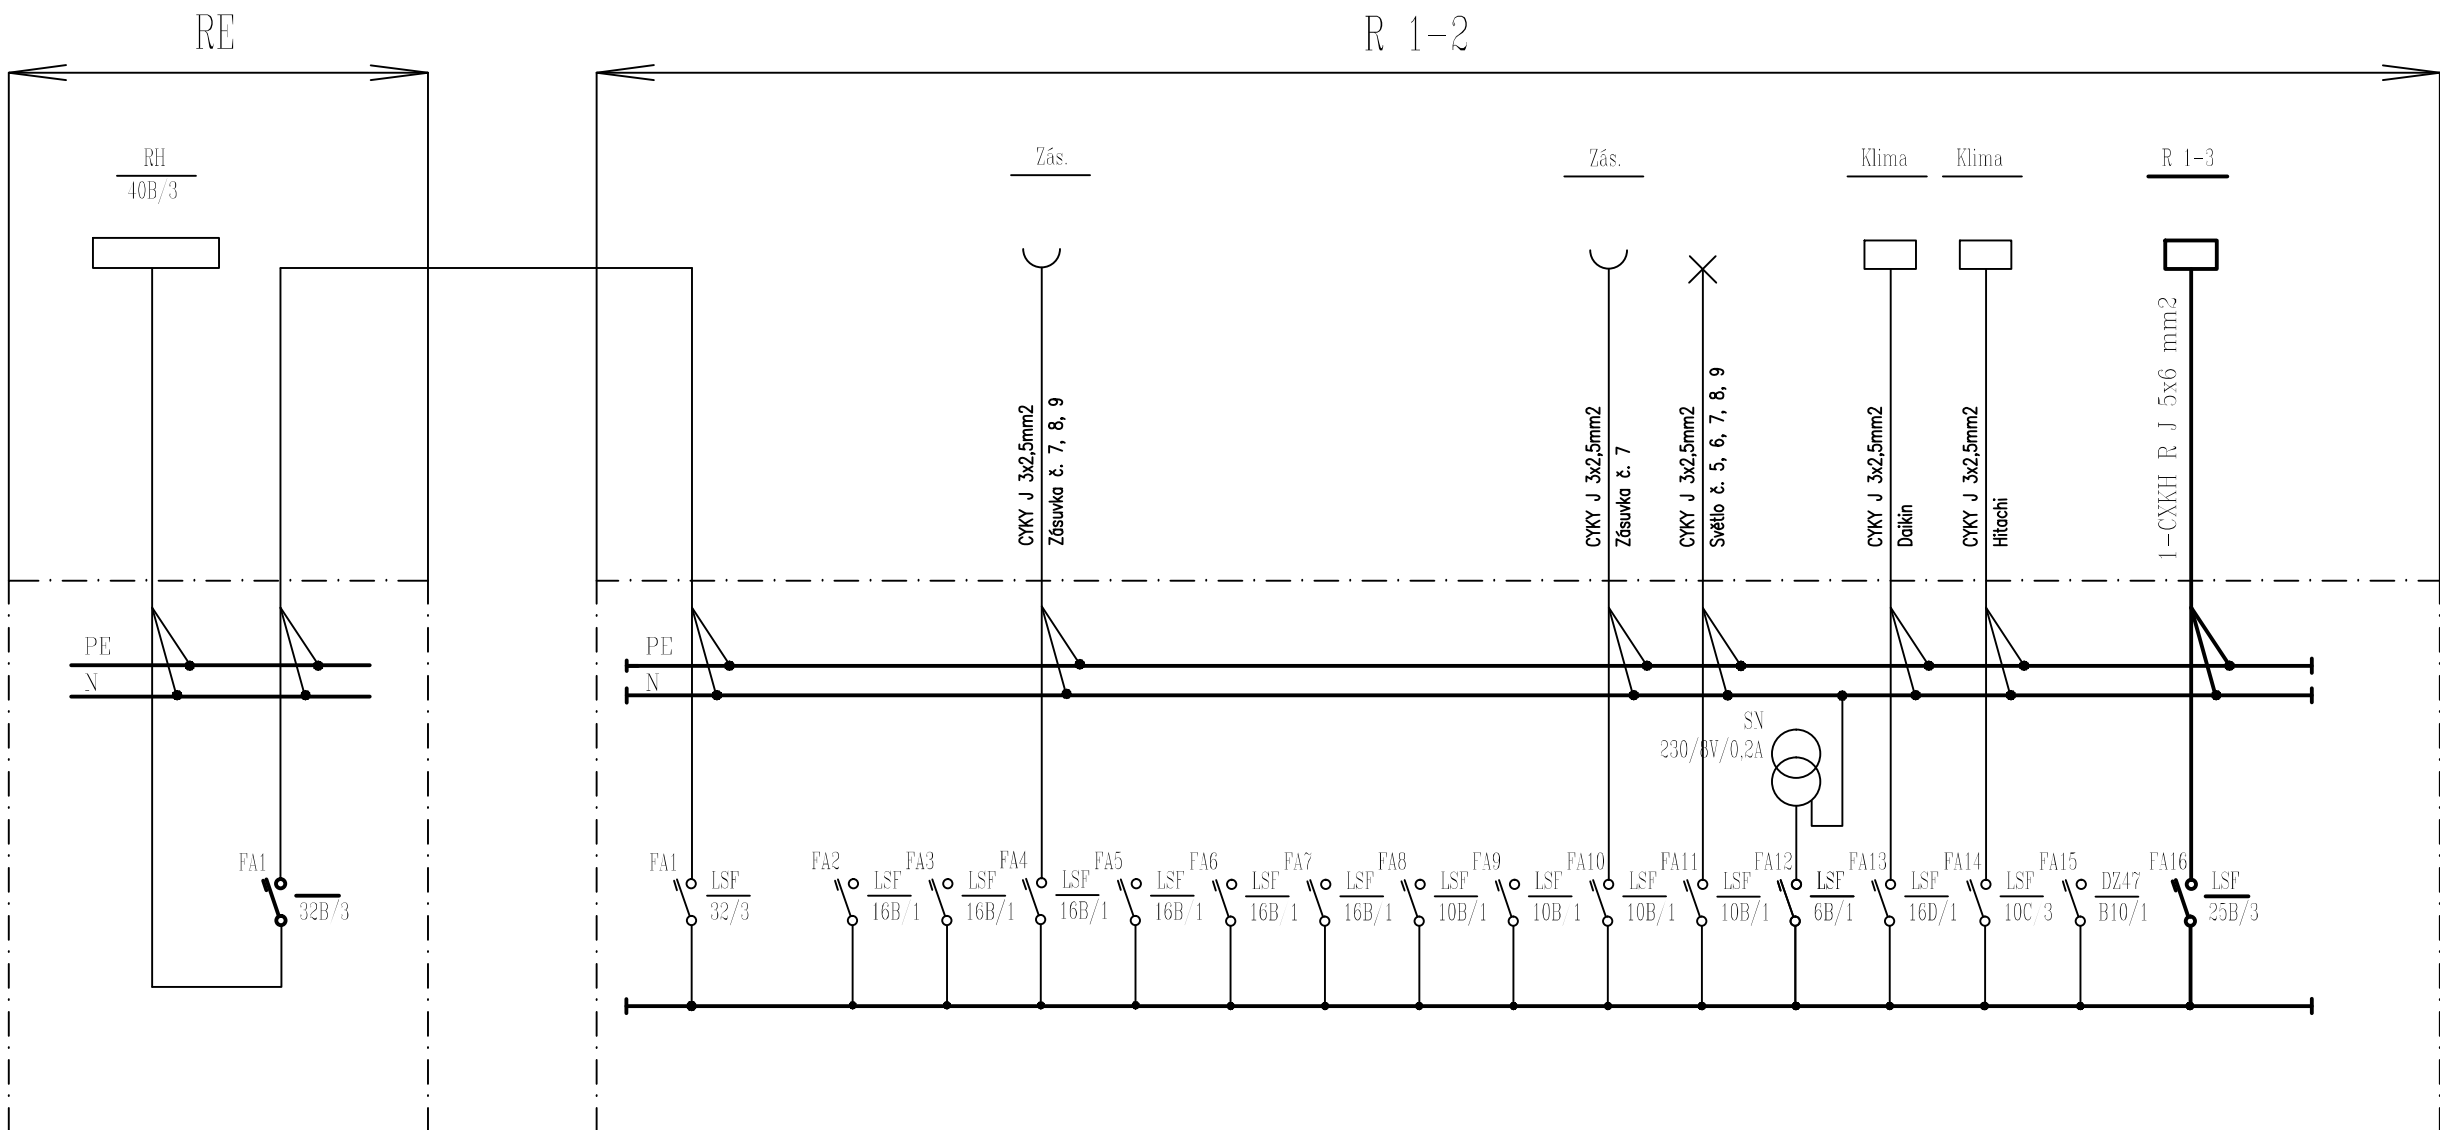 RE
R 1-2
RH
40B/3
Zás.
Zás.
Klima
Klima
R 1-3
CYKY J 3x2,5mm2
Zásuvka č. 7, 8, 9
CYKY J 3x2,5mm2
Zásuvka č. 7
CYKY J 3x2,5mm2
Světlo č. 5, 6, 7, 8, 9
CYKY J 3x2,5mm2
Daikin
CYKY J 3x2,5mm2
Hitachi
1-CXKH R J 5x6 mm2
PE
N
PE
N
SN
230/8V/0,2A
FA1
32B/3
FA1
LSF
32/3
FA2
LSF
16B/1
FA3
LSF
16B/1
FA4
LSF
16B/1
FA5
LSF
16B/1
FA6
LSF
16B/1
FA7
LSF
16B/1
FA8
LSF
10B/1
FA9
LSF
10B/1
FA10
LSF
10B/1
FA11
LSF
10B/1
FA12
LSF
6B/1
FA13
LSF
16D/1
FA14
LSF
10C/3
FA15
DZ47
B10/1
FA16
LSF
25B/3